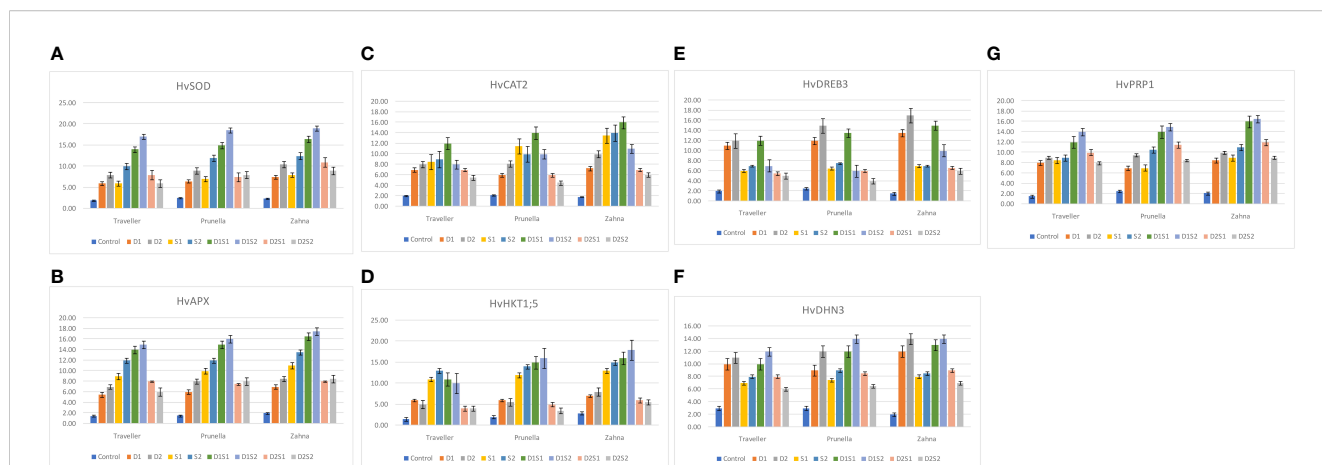 A
HvSOD
25.00
20.00
15.00
10.00
5.00
0.00
Traveller Prunella Zahna
Control D1 D2 S1 S2 D1S1 D1S2 D2S1 D2S2
C
HvCAT2
20.00
18.00
16.00
14.00
12.00
10.00
8.00
6.00
4.00
2.00
0.00
Traveller Prunella Zahna
Control D1 D2 S1 S2 D1S1 D1S2 D2S1 D2S2
E
HvDREB3
20.00
18.00
16.00
14.00
12.00
10.00
8.00
6.00
4.00
2.00
0.00
Traveller Prunella Zahna
Control D1 D2 S1 S2 D1S1 D1S2 D2S1 D2S2
G
HvPRP1
20.00
18.00
16.00
14.00
12.00
10.00
8.00
6.00
4.00
2.00
0.00
Traveller Prunella Zahna
Control D1 D2 S1 S2 D1S1 D1S2 D2S1 D2S2
B
HvAPX
20.00
18.00
16.00
14.00
12.00
10.00
8.00
6.00
4.00
2.00
0.00
Traveller Prunella Zahna
Control D1 D2 S1 S2 D1S1 D1S2 D2S1 D2S2
D
HvHKT1;5
25.00
20.00
15.00
10.00
5.00
0.00
Traveller Prunella Zahna
Control D1 D2 S1 S2 D1S1 D1S2 D2S1 D2S2
F
HvDHN3
16.00
14.00
12.00
10.00
8.00
6.00
4.00
2.00
0.00
Traveller Prunella Zahna
Control D1 D2 S1 S2 D1S1 D1S2 D2S1 D2S2